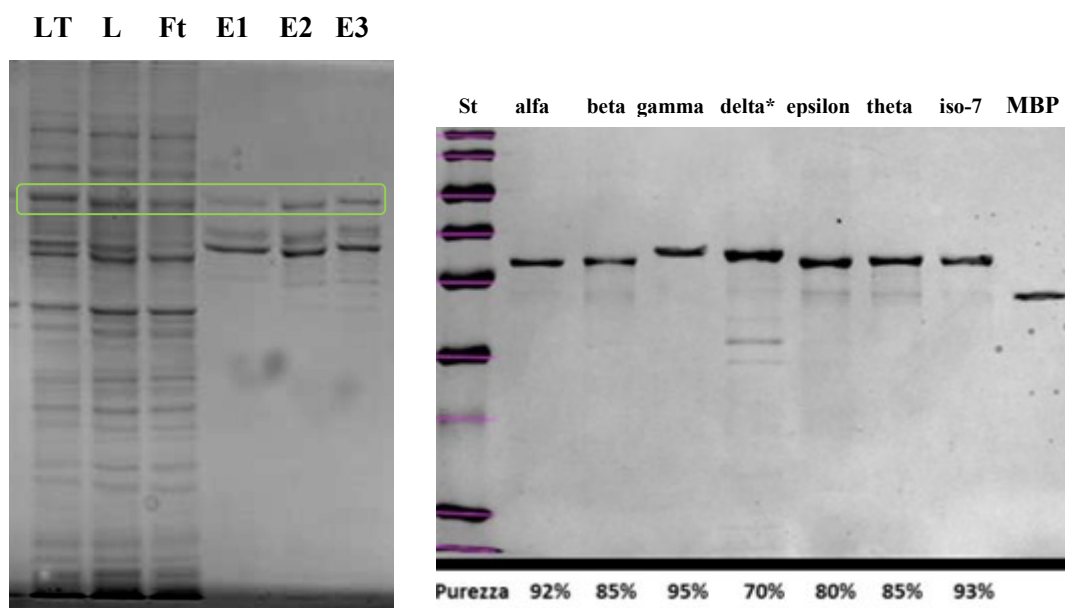 LT L Ft E1 E2 E3
St alfa beta gamma delta* epsilon theta iso-7 MBP
Purezza 92% 85% 95% 70% 80% 85% 93%